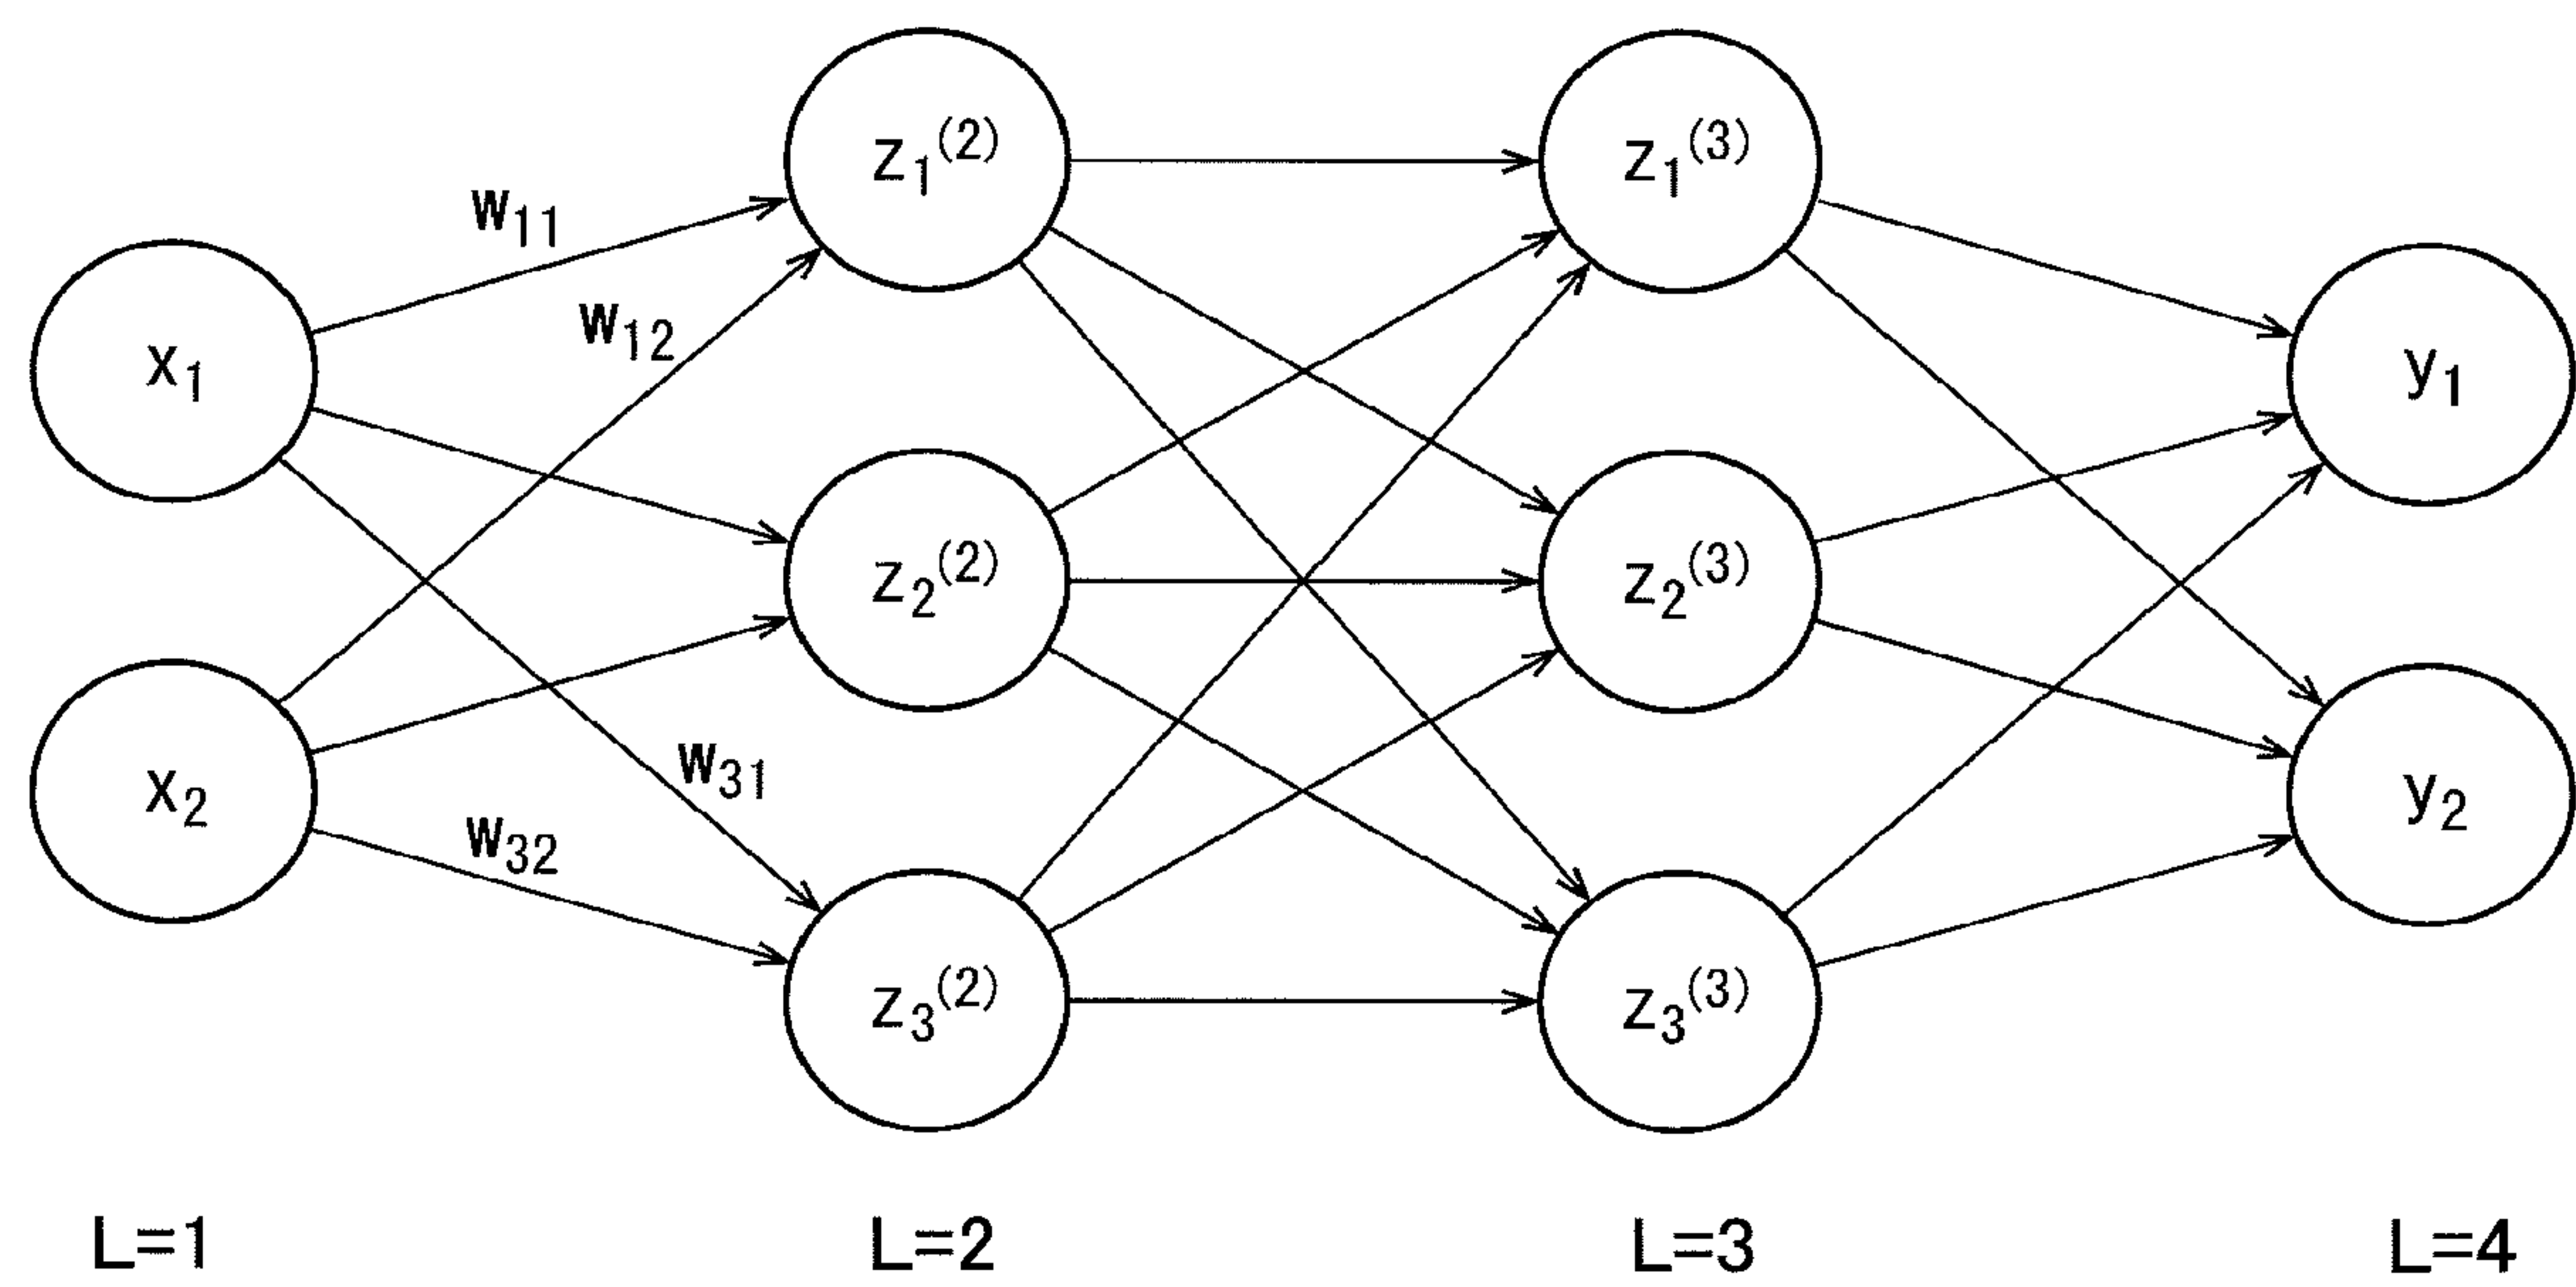 z₁⁽²⁾ z₁⁽³⁾
w₁₁
w₁₂
x₁ y₁
z₂⁽²⁾ z₂⁽³⁾
w₃₁
x₂ y₂
w₃₂
z₃⁽²⁾ z₃⁽³⁾
L=1 L=2 L=3 L=4